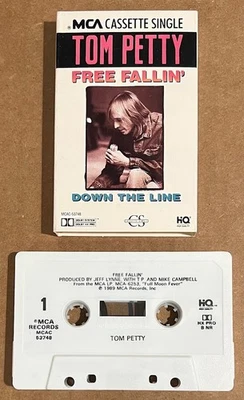 MCA CASSETTE SINGLE
TOM PETTY
FREE FALLIN'
DOWN THE LINE
MCAC-53748
CS
HQ
FREE FALLIN'
PRODUCED BY JEFF LYNNE, WITH T.P. AND MIKE CAMPBELL
From the MCA LP, MCA-6253, "Full Moon Fever"
℗ 1989 MCA Records, Inc.
1
MCA
RECORDS
MCAC
53748
HQ
HX PRO
B NR
TOM PETTY